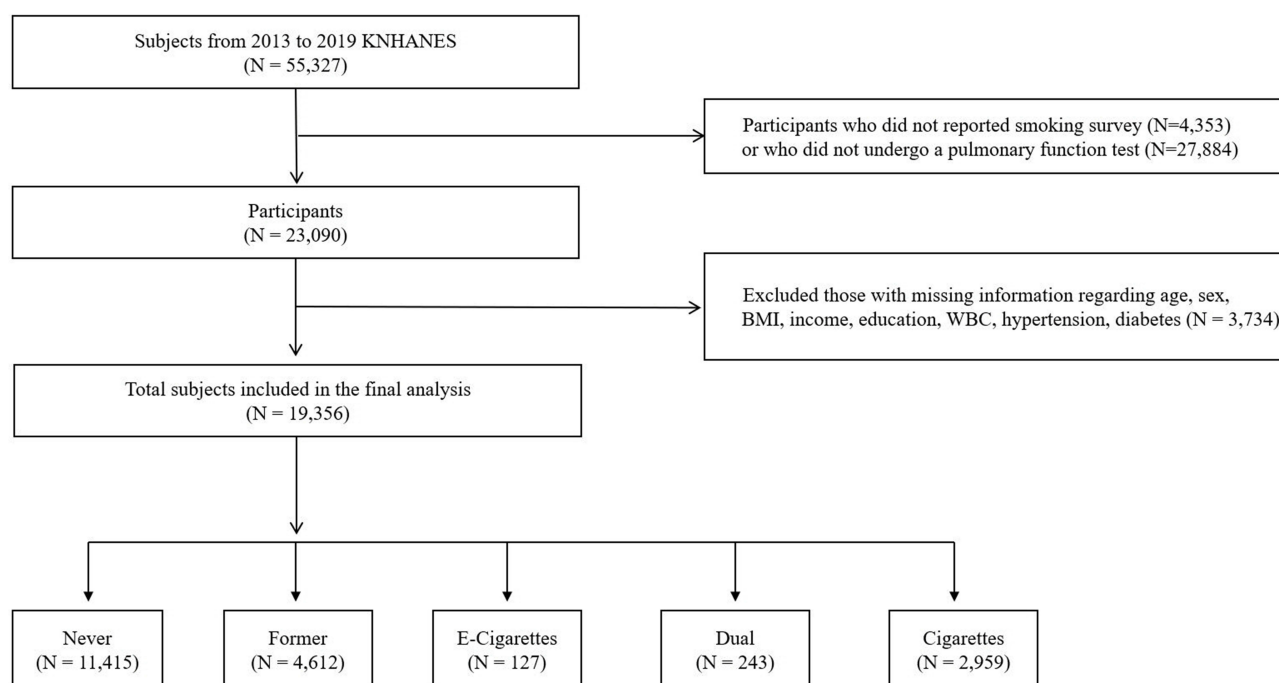 Subjects from 2013 to 2019 KNHANES
(N = 55,327)
Participants who did not reported smoking survey (N=4,353)
or who did not undergo a pulmonary function test (N=27,884)
Participants
(N = 23,090)
Excluded those with missing information regarding age, sex,
BMI, income, education, WBC, hypertension, diabetes (N = 3,734)
Total subjects included in the final analysis
(N = 19,356)
Never
(N = 11,415)
Former
(N = 4,612)
E-Cigarettes
(N = 127)
Dual
(N = 243)
Cigarettes
(N = 2,959)